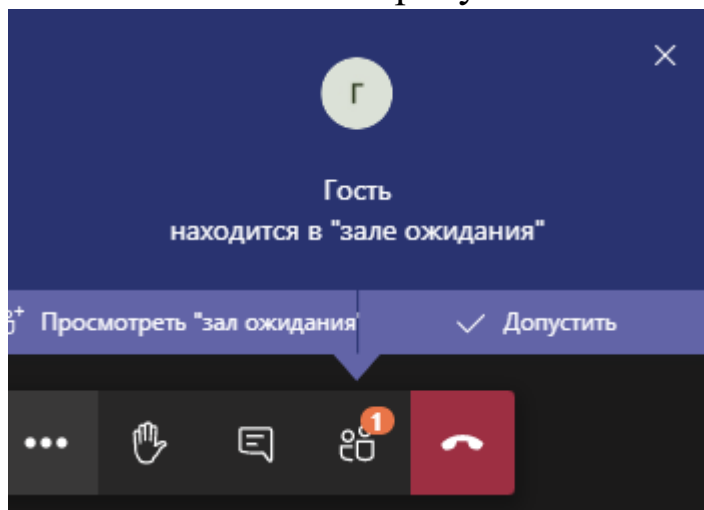 Г
Гость
находится в "зале ожидания"
Просмотреть "зал ожидания"
Допустить
1